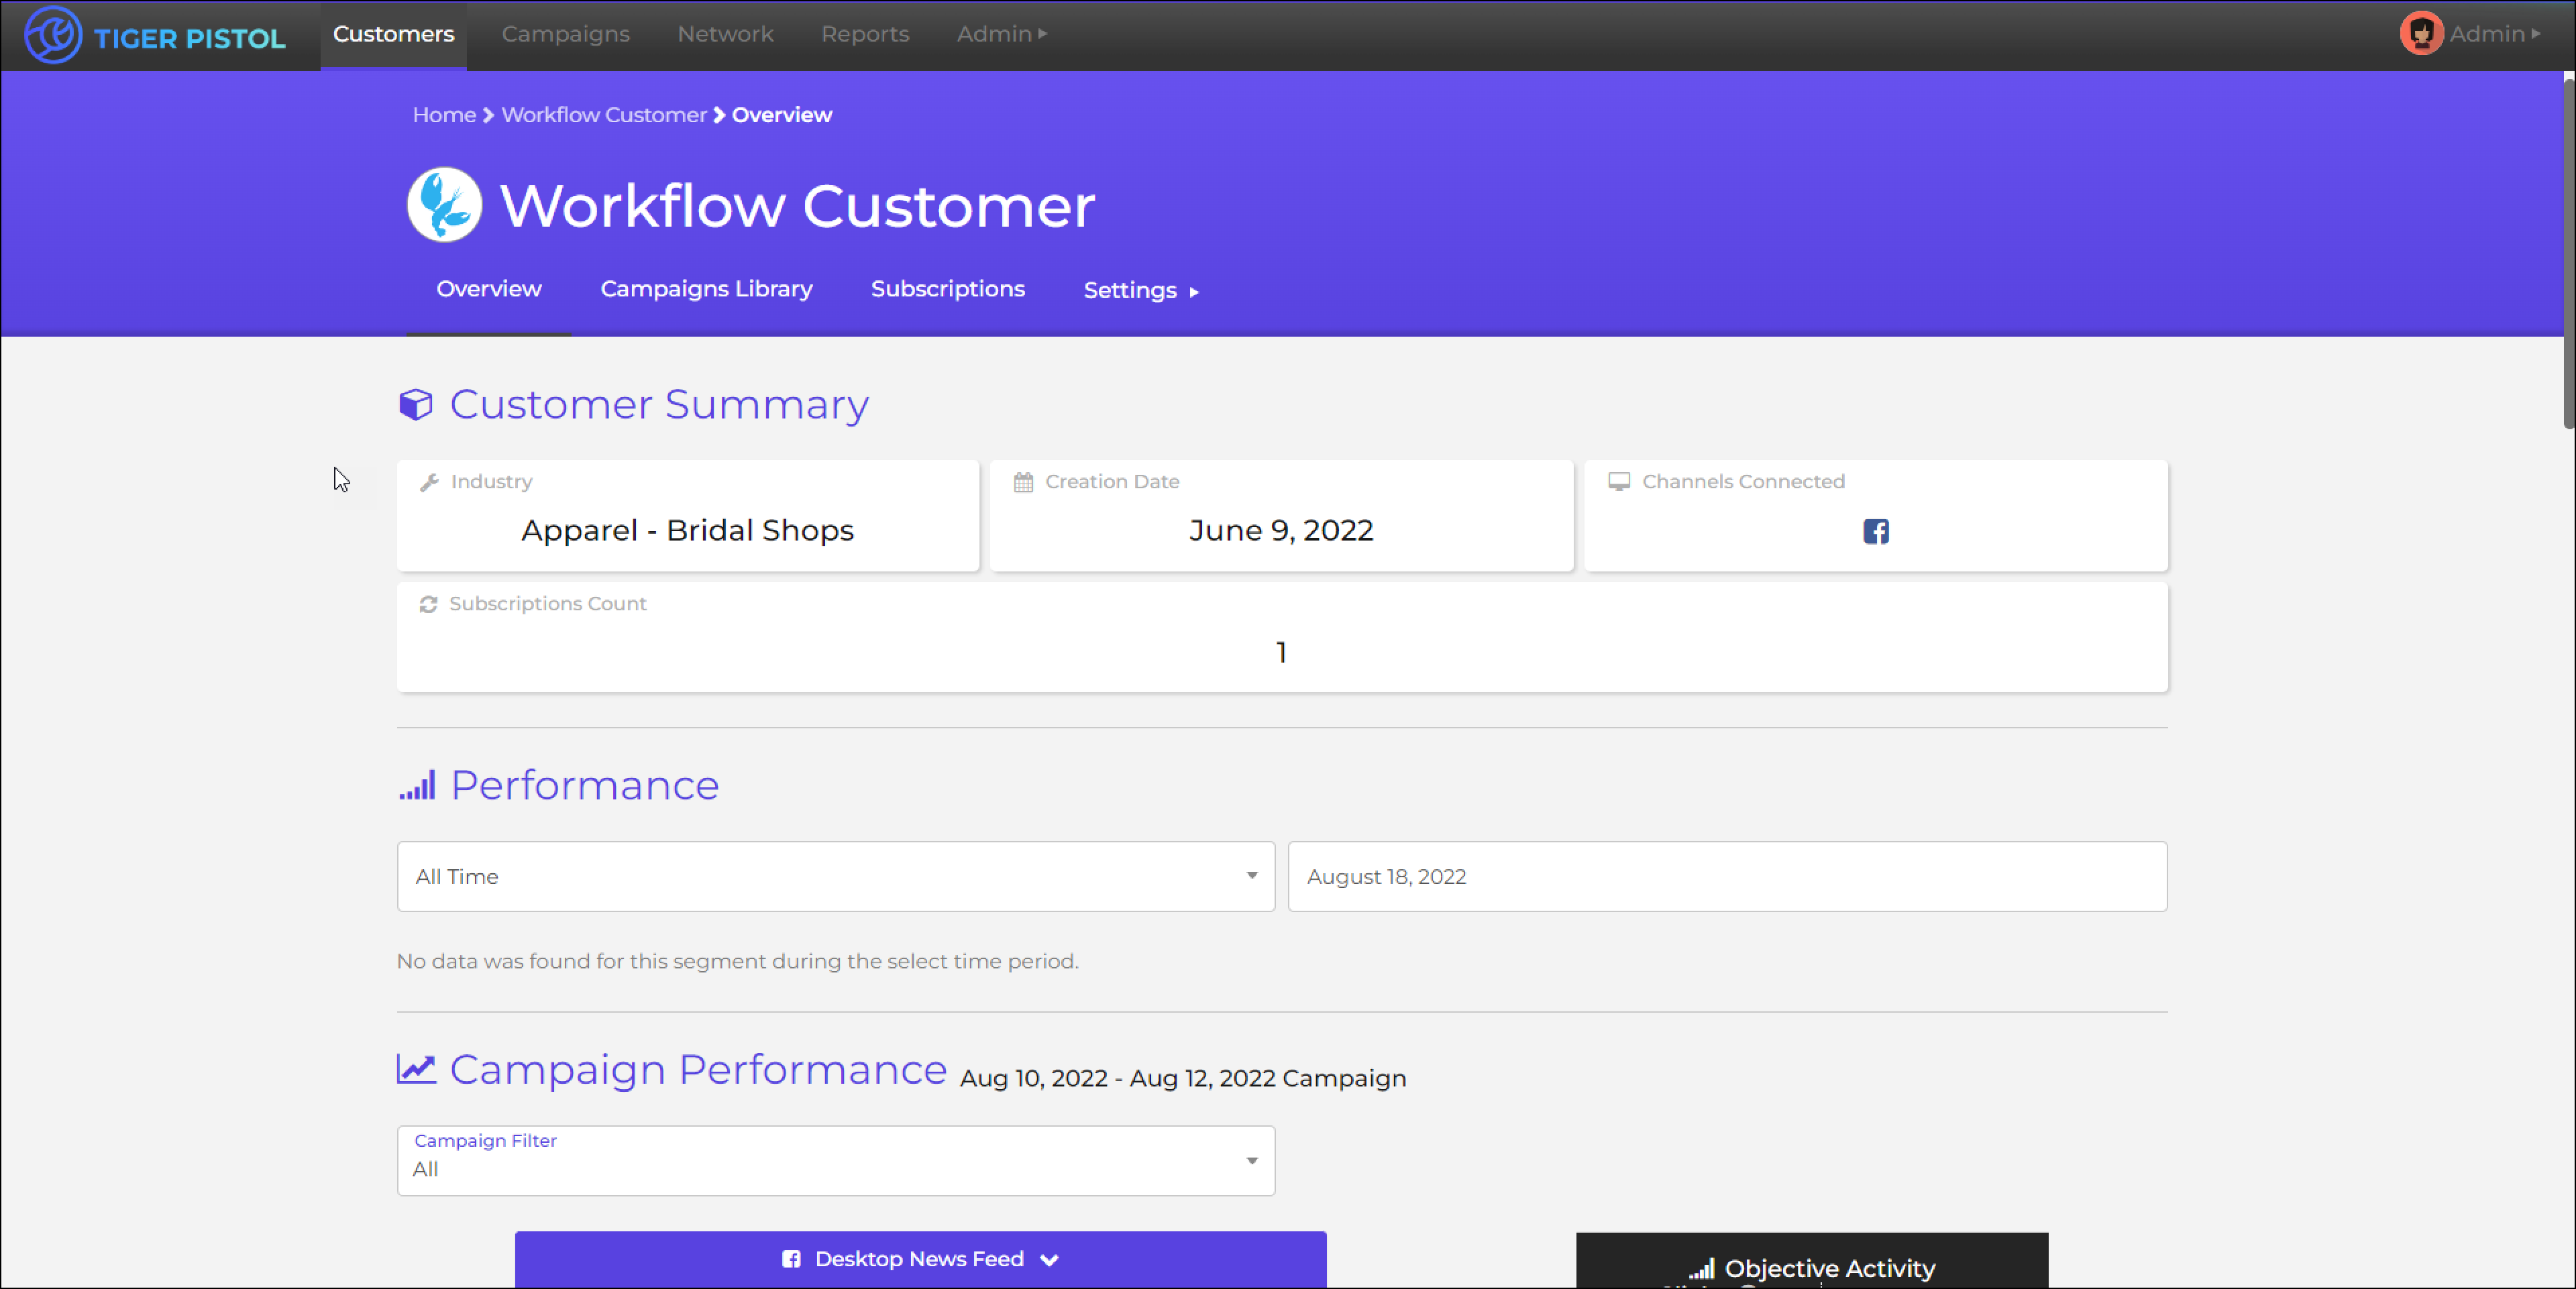 TIGER PISTOL Customers Campaigns Network Reports Admin Admin
Home Workflow Customer Overview
Workflow Customer
Overview Campaigns Library Subscriptions Settings
Customer Summary
Industry Creation Date Channels Connected
Apparel - Bridal Shops June 9, 2022
Subscriptions Count
1
Performance
All Time August 18, 2022
No data was found for this segment during the select time period.
Campaign Performance Aug 10, 2022 - Aug 12, 2022 Campaign
Campaign Filter
All
Desktop News Feed
Objective Activity